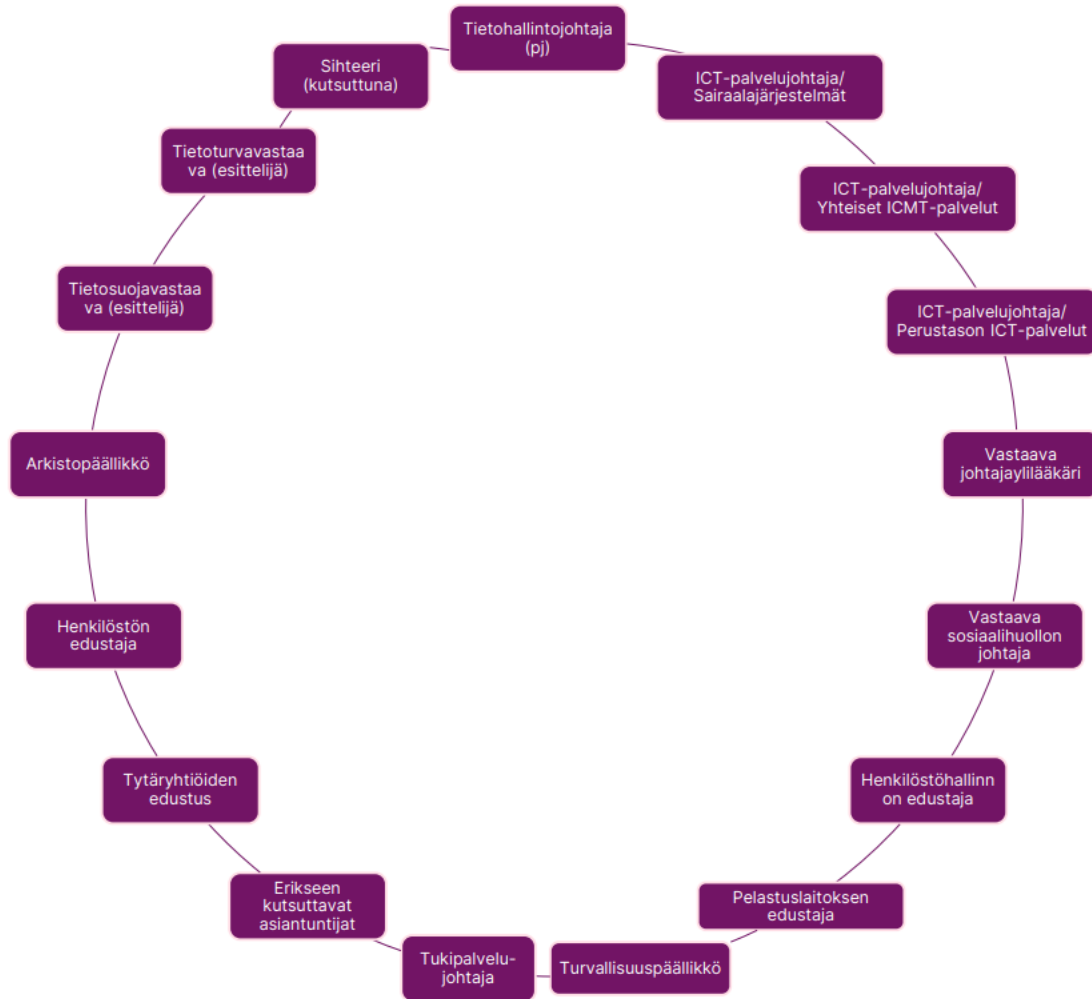 Tietohallintojohtaja
(pj)
ICT-palvelujohtaja/
Sairaalajärjestelmät
ICT-palvelujohtaja/
Yhteiset ICMT-palvelut
ICT-palvelujohtaja/
Perustason ICT-palvelut
Vastaava
johtajaylilääkäri
Vastaava
sosiaalihuollon
johtaja
Henkilöstöhallinn
on edustaja
Pelastuslaitoksen
edustaja
Turvallisuuspäällikkö
Tukipalvelu-
johtaja
Erikseen
kutsuttavat
asiantuntijat
Tytäryhtiöiden
edustus
Henkilöstön
edustaja
Arkistopäällikkö
Tietosuojavastaa
va (esittelijä)
Tietoturvavastaa
va (esittelijä)
Sihteeri
(kutsuttuna)